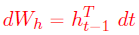 $dW_h = h_{t-1}^T \; dt$